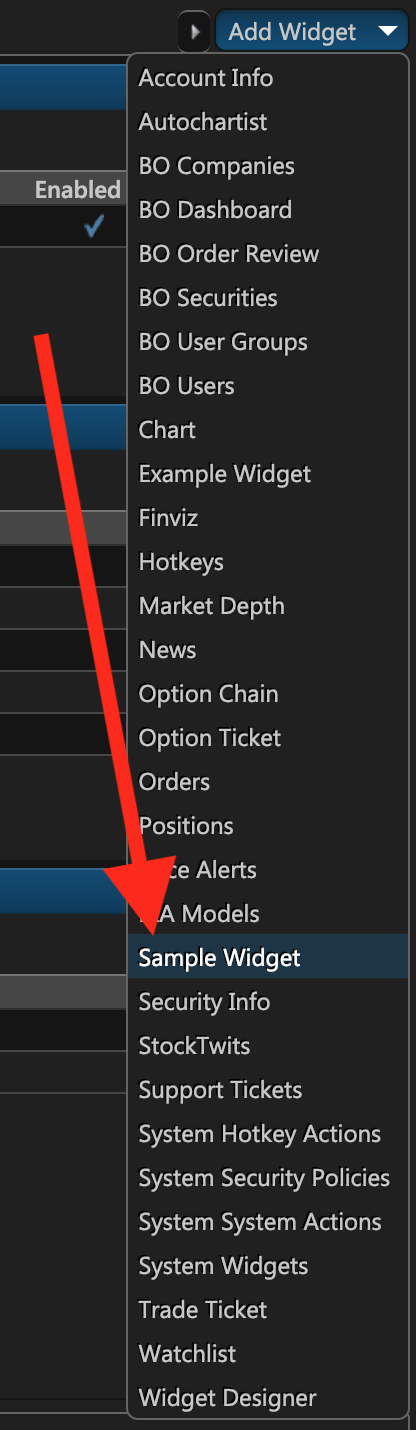 Add Widget
Account Info
Autochartist
BO Companies
Enabled
BO Dashboard
BO Order Review
BO Securities
BO User Groups
BO Users
Chart
Example Widget
Finviz
Hotkeys
Market Depth
News
Option Chain
Option Ticket
Orders
Positions
Alerts
Models
Sample Widget
Security Info
StockTwits
Support Tickets
System Hotkey Actions
System Security Policies
System System Actions
System Widgets
Trade Ticket
Watchlist
Widget Designer